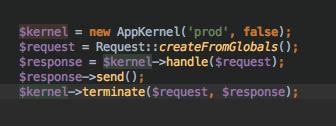 $kernel = new AppKernel('prod', false);
$request = Request::createFromGlobals();
$response = $kernel->handle($request);
$response->send();
$kernel->terminate($request, $response);